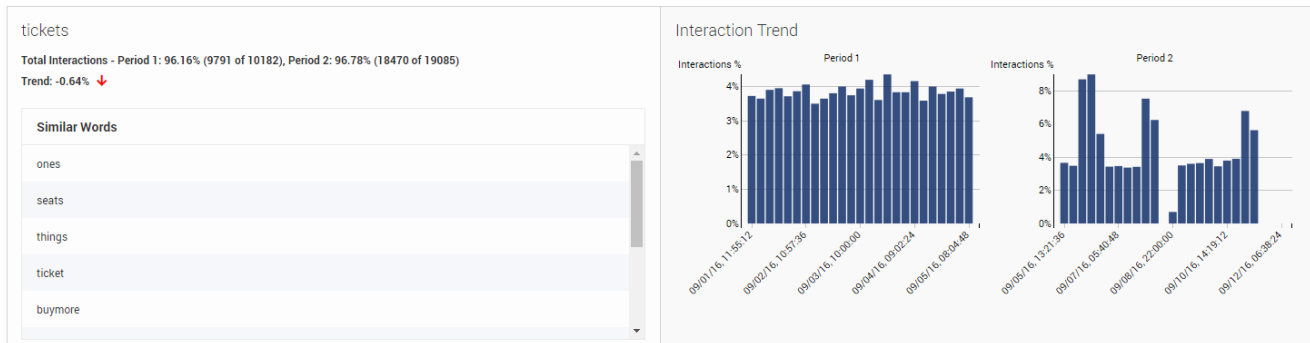 tickets
Total Interactions - Period 1: 96.16% (9791 of 10182), Period 2: 96.78% (18470 of 19085)
Trend: -0.64%
Similar Words
ones
seats
things
ticket
buymore
Interaction Trend
Period 1
Interactions %
4%
3%
2%
1%
0%
09/01/16, 11:55:12
09/02/16, 10:57:36
09/03/16, 10:00:00
09/04/16, 09:02:24
09/05/16, 08:04:48
Period 2
Interactions %
8%
6%
4%
2%
0%
09/05/16, 13:21:36
09/07/16, 05:40:48
09/08/16, 22:00:00
09/10/16, 14:19:12
09/12/16, 06:38:24